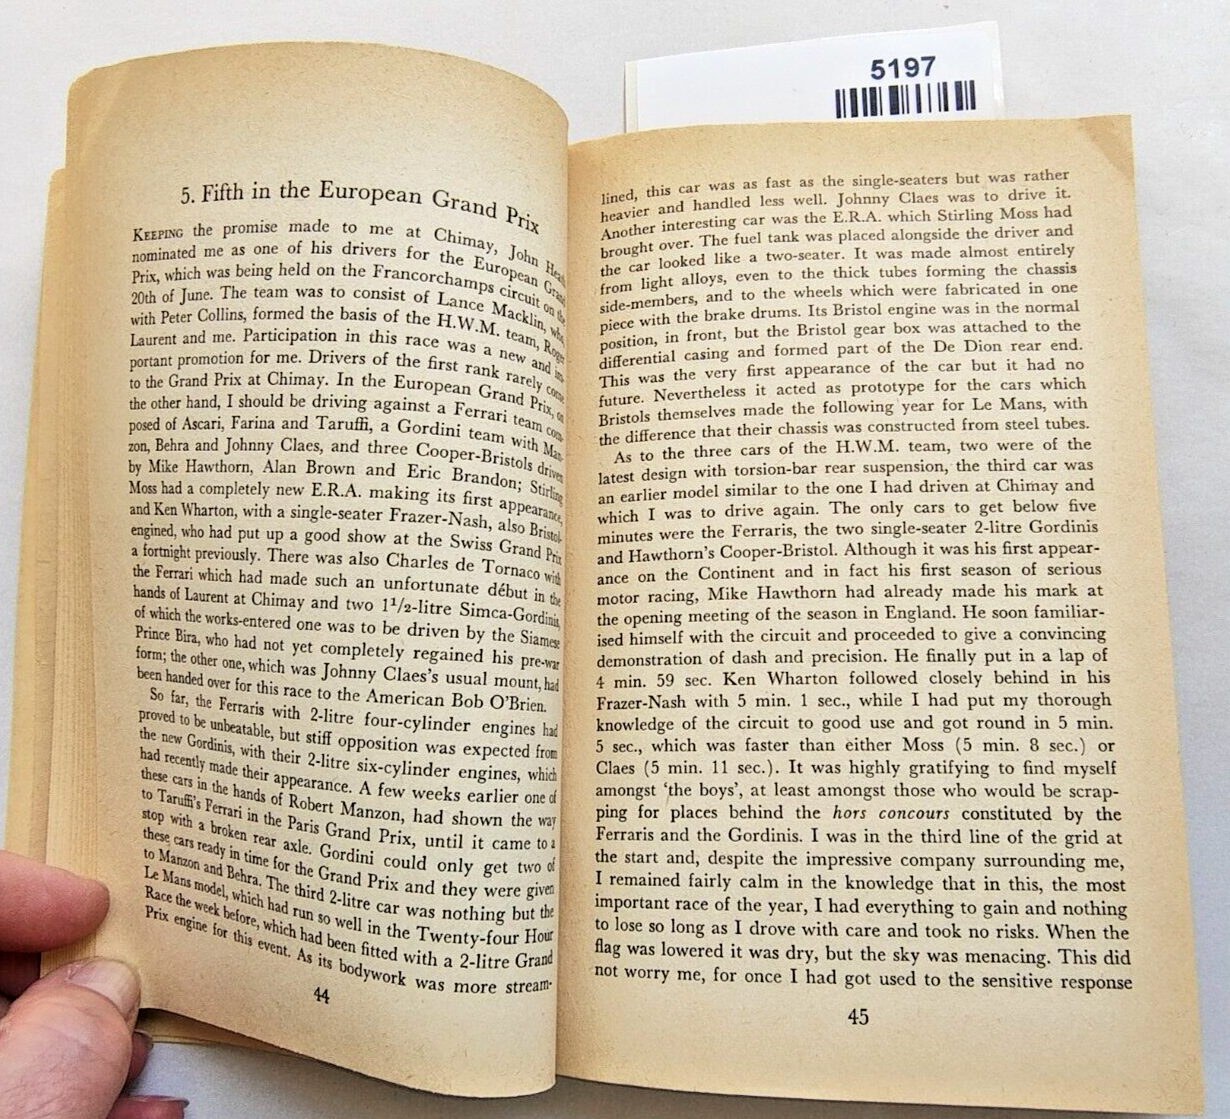 5197
5. Fifth in the European Grand Prix
KEEPING the promise made to me at Chimay, John Heath
nominated me as one of his drivers for the European Grand
Prix, which was being held on the Francorchamps circuit on the
20th of June. The team was to consist of Lance Macklin, who,
with Peter Collins, formed the basis of the H.W.M. team, Roger
Laurent and me. Participation in this race was a new and im-
portant promotion for me. Drivers of the first rank rarely come
to the Grand Prix at Chimay. In the European Grand Prix, on
the other hand, I should be driving against a Ferrari team com-
posed of Ascari, Farina and Taruffi, a Gordini team with Man-
zon, Behra and Johnny Claes, and three Cooper-Bristols driven
by Mike Hawthorn, Alan Brown and Eric Brandon; Stirling
Moss had a completely new E.R.A. making its first appearance,
and Ken Wharton, with a single-seater Frazer-Nash, also Bristol-
engined, who had put up a good show at the Swiss Grand Prix
a fortnight previously. There was also Charles de Tornaco with
the Ferrari which had made such an unfortunate début in the
hands of Laurent at Chimay and two 1¹/₂-litre Simca-Gordinis,
of which the works-entered one was to be driven by the Siamese
Prince Bira, who had not yet completely regained his pre-war
form; the other one, which was Johnny Claes's usual mount, had
been handed over for this race to the American Bob O'Brien.
So far, the Ferraris with 2-litre four-cylinder engines had
proved to be unbeatable, but stiff opposition was expected from
the new Gordinis, with their 2-litre six-cylinder engines, which
had recently made their appearance. A few weeks earlier one of
these cars in the hands of Robert Manzon, had shown the way
to Taruffi's Ferrari in the Paris Grand Prix, until it came to a
stop with a broken rear axle. Gordini could only get two of
these cars ready in time for the Grand Prix and they were given
to Manzon and Behra. The third 2-litre car was nothing but the
Le Mans model, which had run so well in the Twenty-four Hour
Race the week before, which had been fitted with a 2-litre Grand
Prix engine for this event. As its bodywork was more stream-
44
lined, this car was as fast as the single-seaters but was rather
heavier and handled less well. Johnny Claes was to drive it.
Another interesting car was the E.R.A. which Stirling Moss had
brought over. The fuel tank was placed alongside the driver and
the car looked like a two-seater. It was made almost entirely
from light alloys, even to the thick tubes forming the chassis
side-members, and to the wheels which were fabricated in one
piece with the brake drums. Its Bristol engine was in the normal
position, in front, but the Bristol gear box was attached to the
differential casing and formed part of the De Dion rear end.
This was the very first appearance of the car but it had no
future. Nevertheless it acted as prototype for the cars which
Bristols themselves made the following year for Le Mans, with
the difference that their chassis was constructed from steel tubes.
As to the three cars of the H.W.M. team, two were of the
latest design with torsion-bar rear suspension, the third car was
an earlier model similar to the one I had driven at Chimay and
which I was to drive again. The only cars to get below five
minutes were the Ferraris, the two single-seater 2-litre Gordinis
and Hawthorn's Cooper-Bristol. Although it was his first appear-
ance on the Continent and in fact his first season of serious
motor racing, Mike Hawthorn had already made his mark at
the opening meeting of the season in England. He soon familiar-
ised himself with the circuit and proceeded to give a convincing
demonstration of dash and precision. He finally put in a lap of
4 min. 59 sec. Ken Wharton followed closely behind in his
Frazer-Nash with 5 min. 1 sec., while I had put my thorough
knowledge of the circuit to good use and got round in 5 min.
5 sec., which was faster than either Moss (5 min. 8 sec.) or
Claes (5 min. 11 sec.). It was highly gratifying to find myself
amongst 'the boys', at least amongst those who would be scrap-
ping for places behind the hors concours constituted by the
Ferraris and the Gordinis. I was in the third line of the grid at
the start and, despite the impressive company surrounding me,
I remained fairly calm in the knowledge that in this, the most
important race of the year, I had everything to gain and nothing
to lose so long as I drove with care and took no risks. When the
flag was lowered it was dry, but the sky was menacing. This did
not worry me, for once I had got used to the sensitive response
45